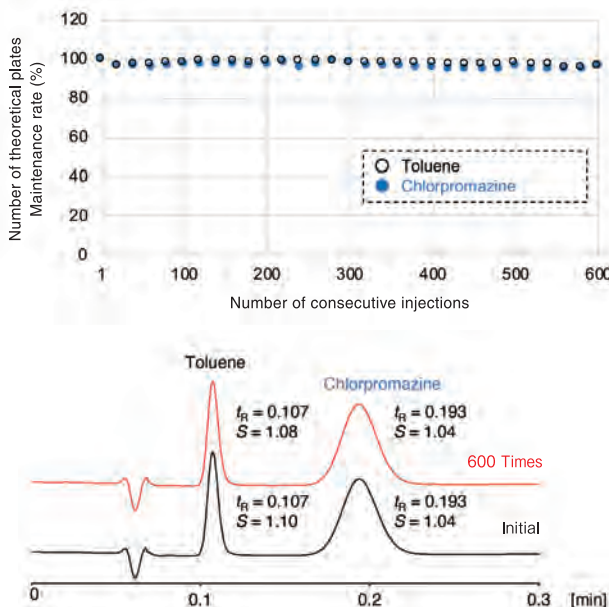 Number of theoretical plates
Maintenance rate (%)
120
100
80
60
40
20
0
Toluene
Chlorpromazine
1 100 200 300 400 500 600
Number of consecutive injections
Toluene
Chlorpromazine
tR = 0.107
S = 1.08
tR = 0.193
S = 1.04
600 Times
tR = 0.107
S = 1.10
tR = 0.193
S = 1.04
Initial
0 0.1 0.2 0.3 [min]